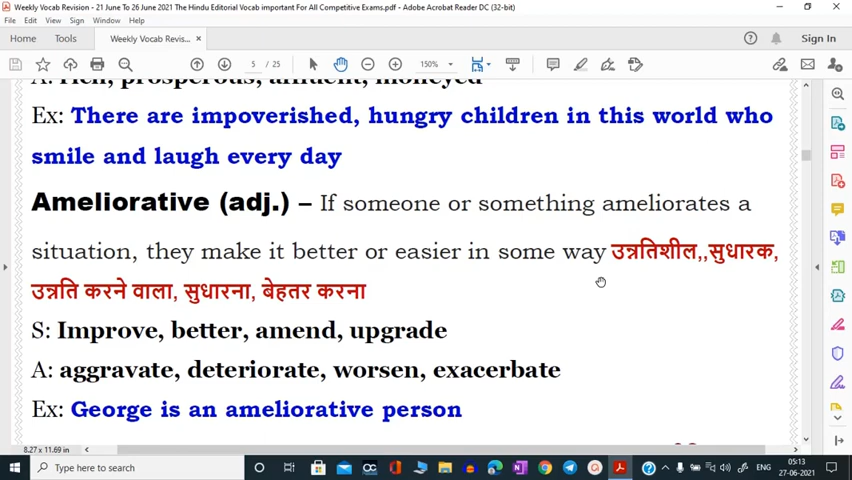 Weekly Vocab Revision - 21 June To 26 June 2021 The Hindu Editorial Vocab important For All Competitive Exams.pdf - Adobe Acrobat Reader DC (32-bit)
File Edit View Sign Window Help
Home Tools Weekly Vocab Revis... × Sign In
5 / 25 150%
A: rich, prosperous, affluent, moneyed
Ex: There are impoverished, hungry children in this world who
smile and laugh every day
Ameliorative (adj.) – If someone or something ameliorates a
situation, they make it better or easier in some way उन्नतिशील,,सुधारक,
उन्नति करने वाला, सुधारना, बेहतर करना
S: Improve, better, amend, upgrade
A: aggravate, deteriorate, worsen, exacerbate
Ex: George is an ameliorative person
8.27 x 11.69 in
Type here to search
ENG
05:13
27-06-2021